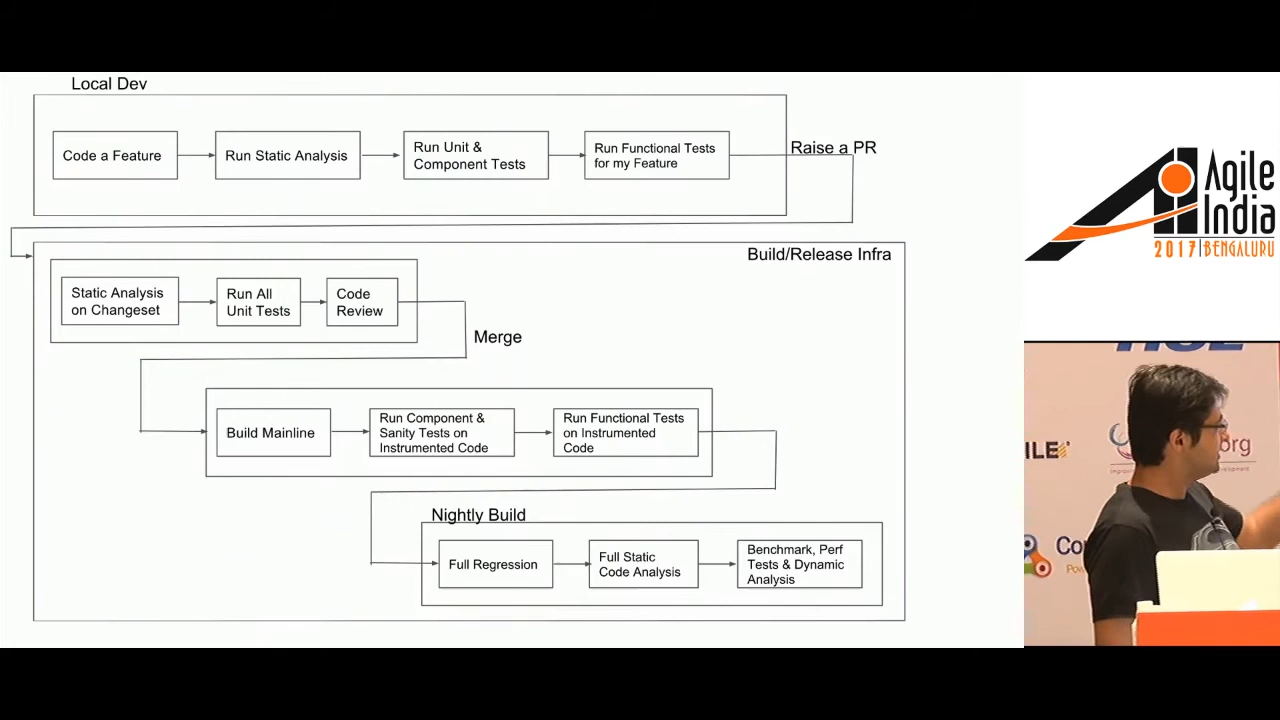 Local Dev
Code a Feature
Run Static Analysis
Run Unit &
Component Tests
Run Functional Tests
for my Feature
Raise a PR
Build/Release Infra
Static Analysis
on Changeset
Run All
Unit Tests
Code
Review
Merge
Build Mainline
Run Component &
Sanity Tests on
Instrumented Code
Run Functional Tests
on Instrumented
Code
Nightly Build
Full Regression
Full Static
Code Analysis
Benchmark, Perf
Tests & Dynamic
Analysis
Agile
India
2017 | BENGALURU